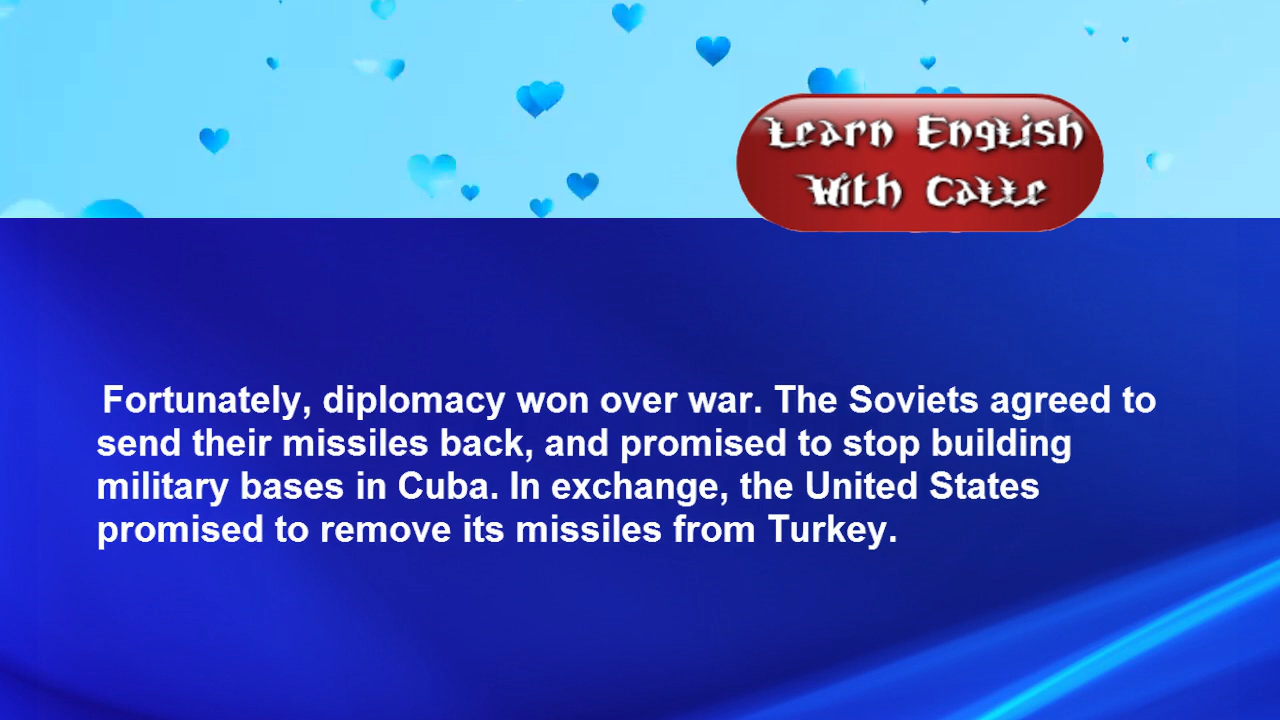 Learn English
With Calle
Fortunately, diplomacy won over war. The Soviets agreed to
send their missiles back, and promised to stop building
military bases in Cuba. In exchange, the United States
promised to remove its missiles from Turkey.